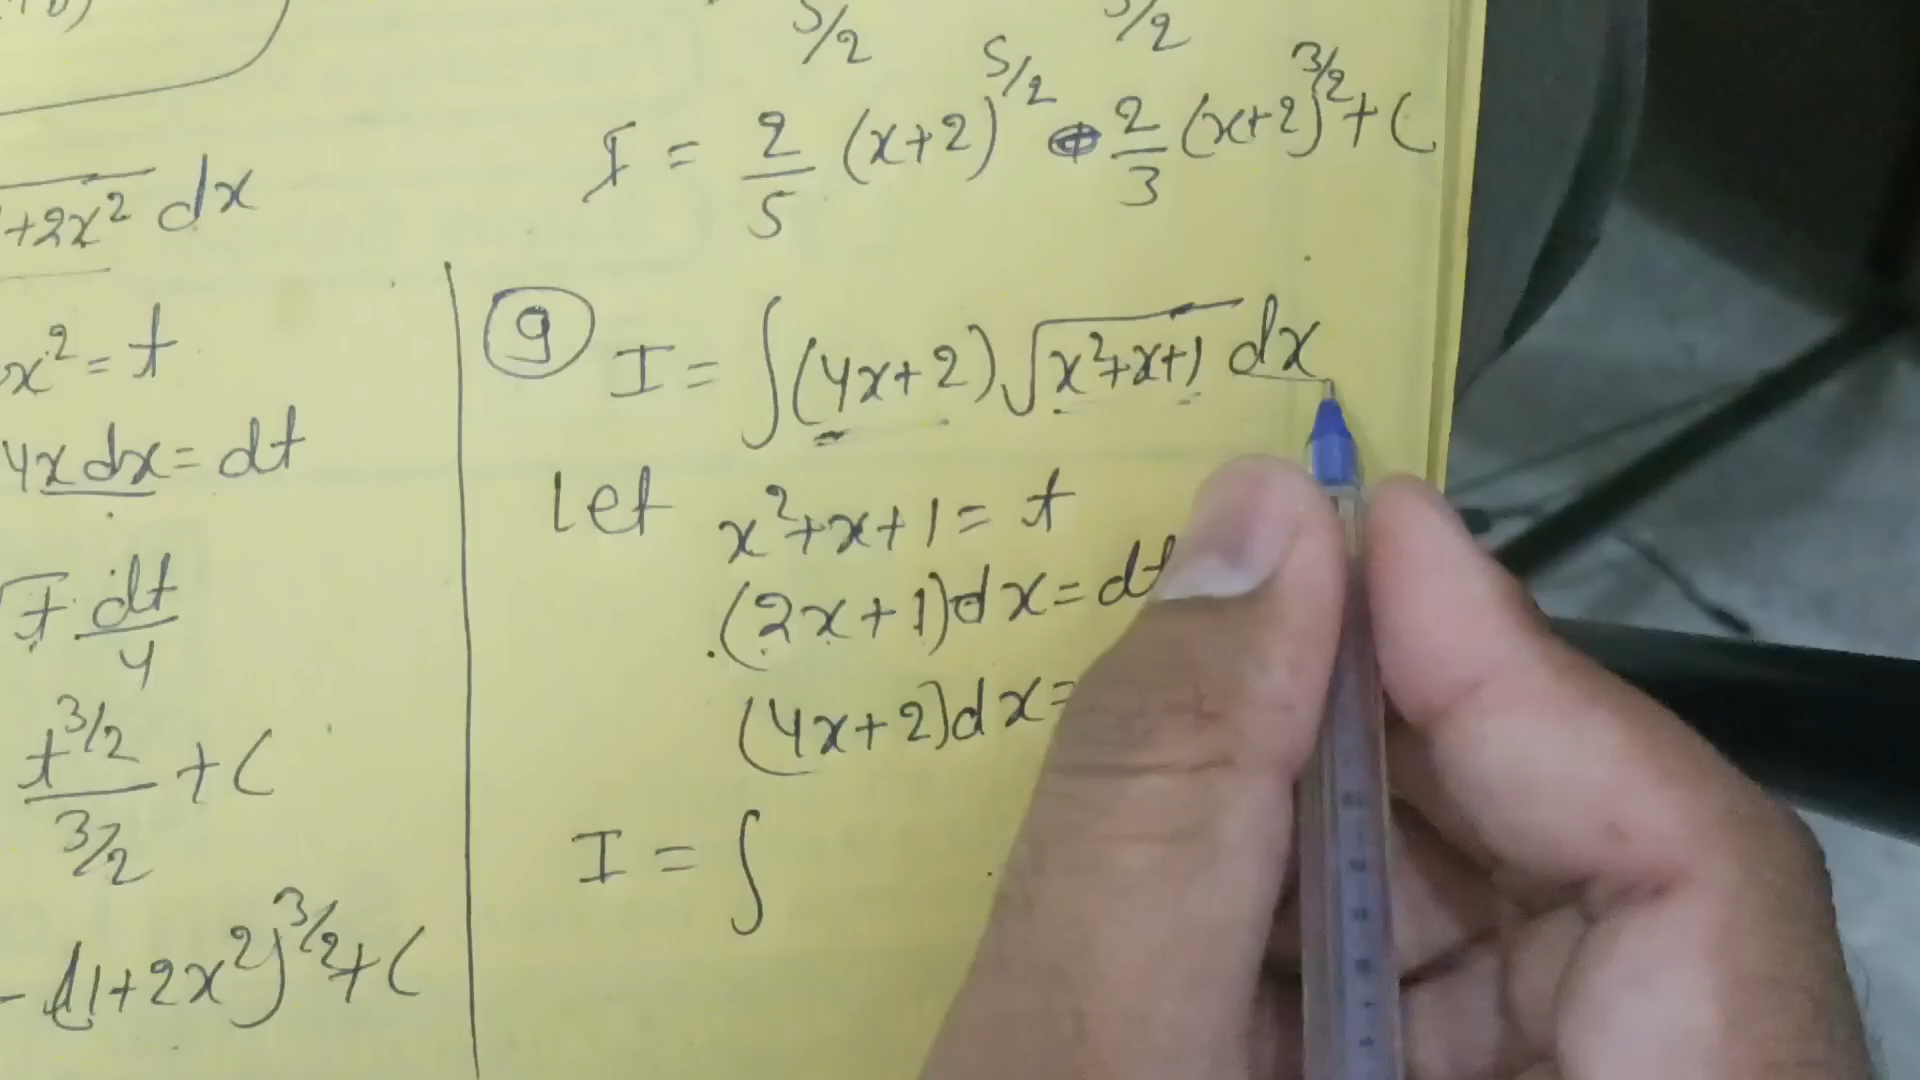 +2x² dx
x² = t
4x dx = dt
√t dt/4
t^3/2 / 3/2 + C
(1+2x²)^3/2 + C
5/2 3/2
I = 2/5 (x+2)^5/2 2/3 (x+2)^3/2 + C
9 I = ∫(4x+2)√x²+x+1 dx
Let x²+x+1 = t
(2x+1)dx = dt
(4x+2)dx =
I = ∫